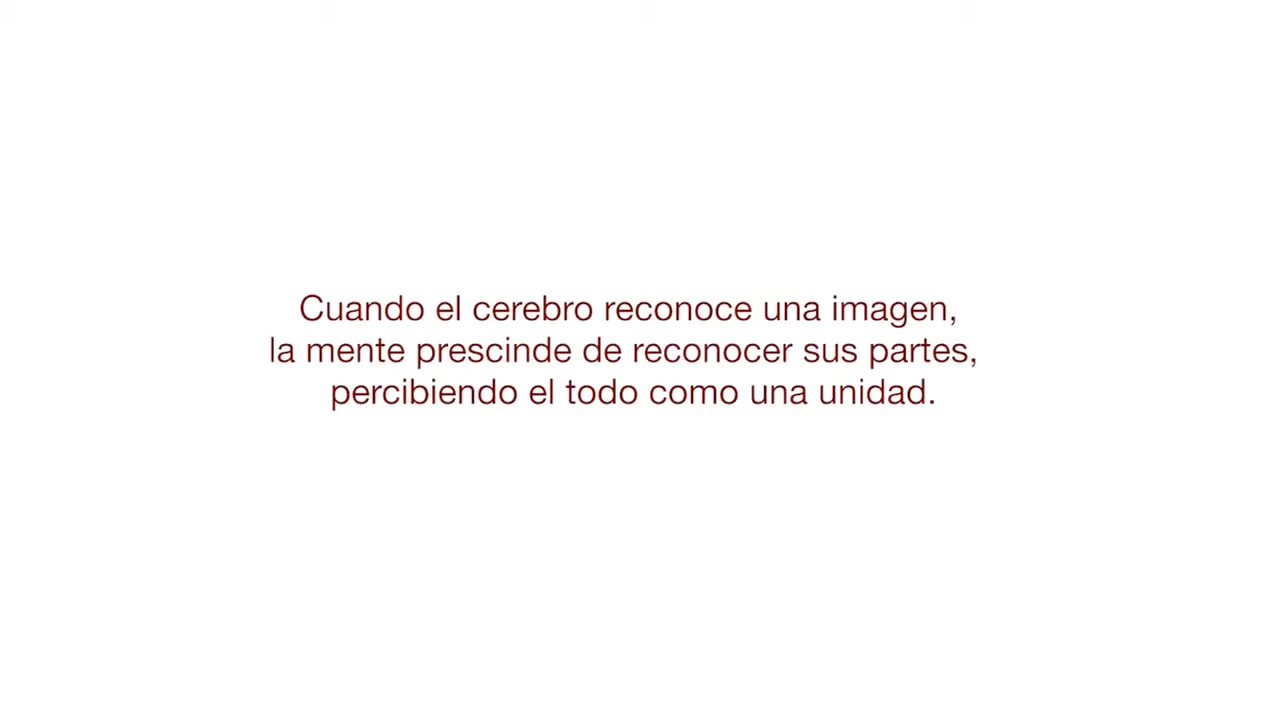 Cuando el cerebro reconoce una imagen,
la mente prescinde de reconocer sus partes,
percibiendo el todo como una unidad.